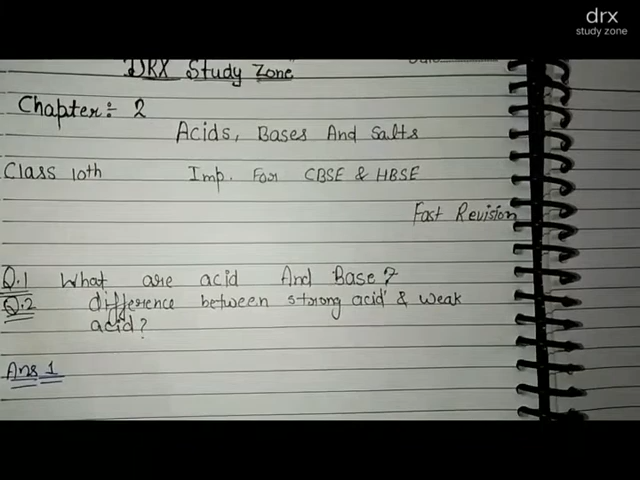 drx
study zone
DRX Study Zone
Chapter:- 2
Acids, Bases And Salts
Class 10th Imp. For CBSE & HBSE
Fast Revision
Q.1 What are acid And Base?
Q.2 difference between strong acid & weak
acid?
Ans 1